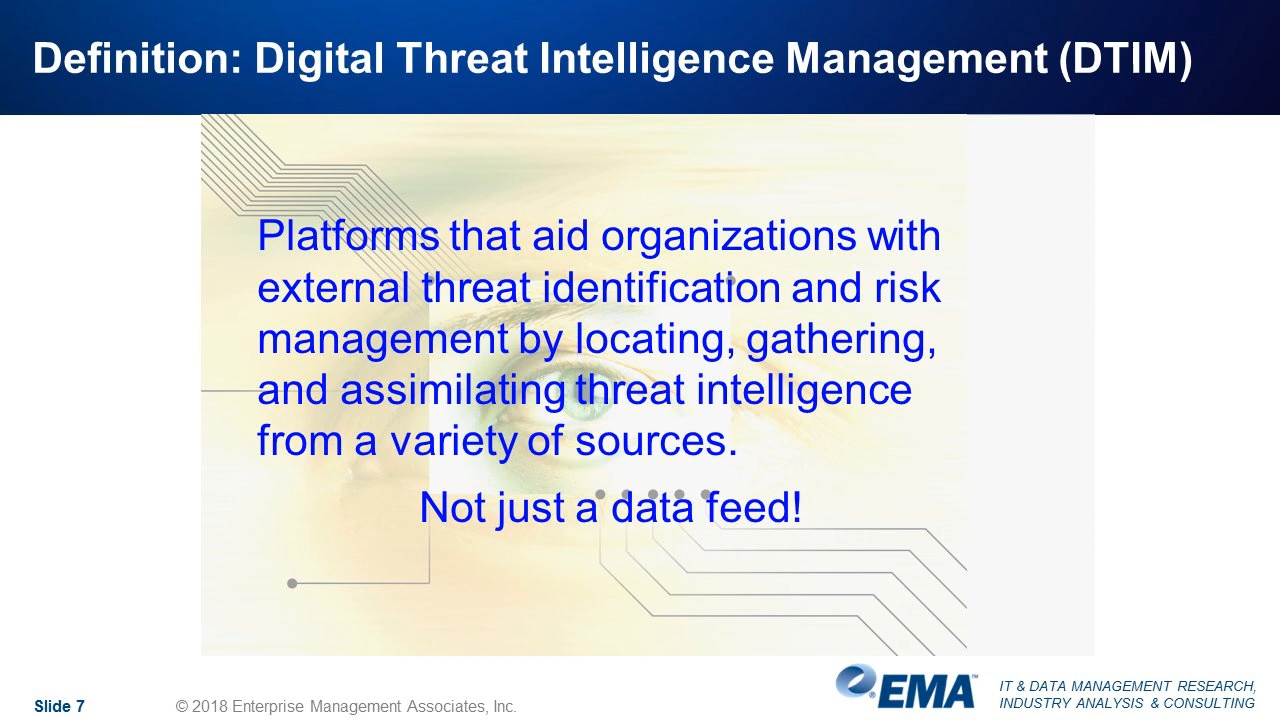 Definition: Digital Threat Intelligence Management (DTIM)
Platforms that aid organizations with
external threat identification and risk
management by locating, gathering,
and assimilating threat intelligence
from a variety of sources.
Not just a data feed!
Slide 7
© 2018 Enterprise Management Associates, Inc.
EMA™
IT & DATA MANAGEMENT RESEARCH,
INDUSTRY ANALYSIS & CONSULTING